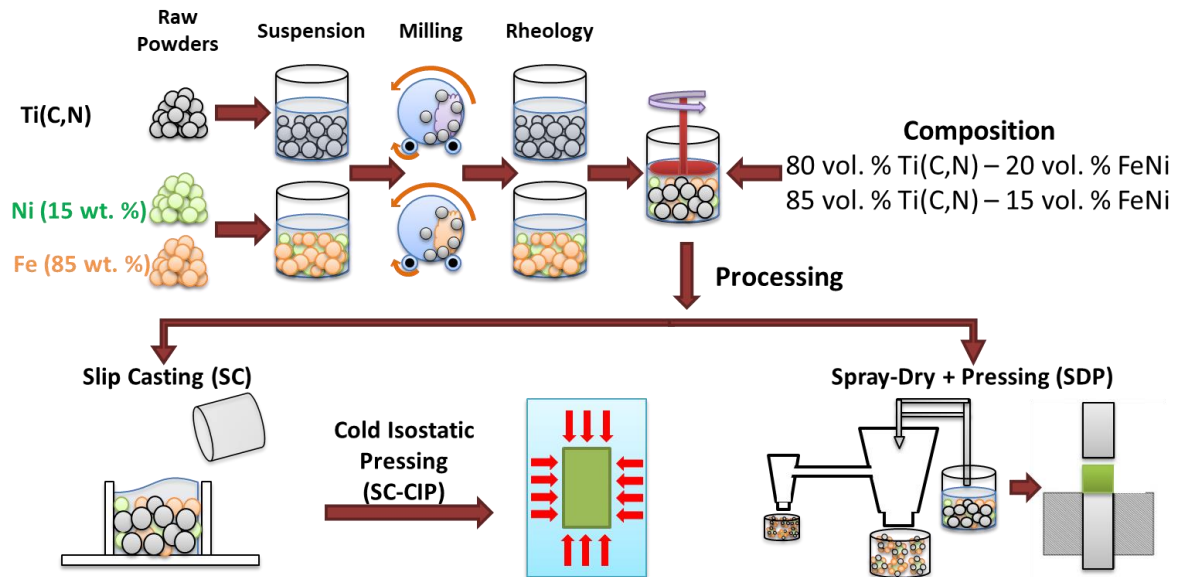 Raw
Powders
Suspension
Milling
Rheology
Ti(C,N)
Ni (15 wt. %)
Fe (85 wt. %)
Composition
80 vol. % Ti(C,N) – 20 vol. % FeNi
85 vol. % Ti(C,N) – 15 vol. % FeNi
Processing
Slip Casting (SC)
Cold Isostatic
Pressing
(SC-CIP)
Spray-Dry + Pressing (SDP)